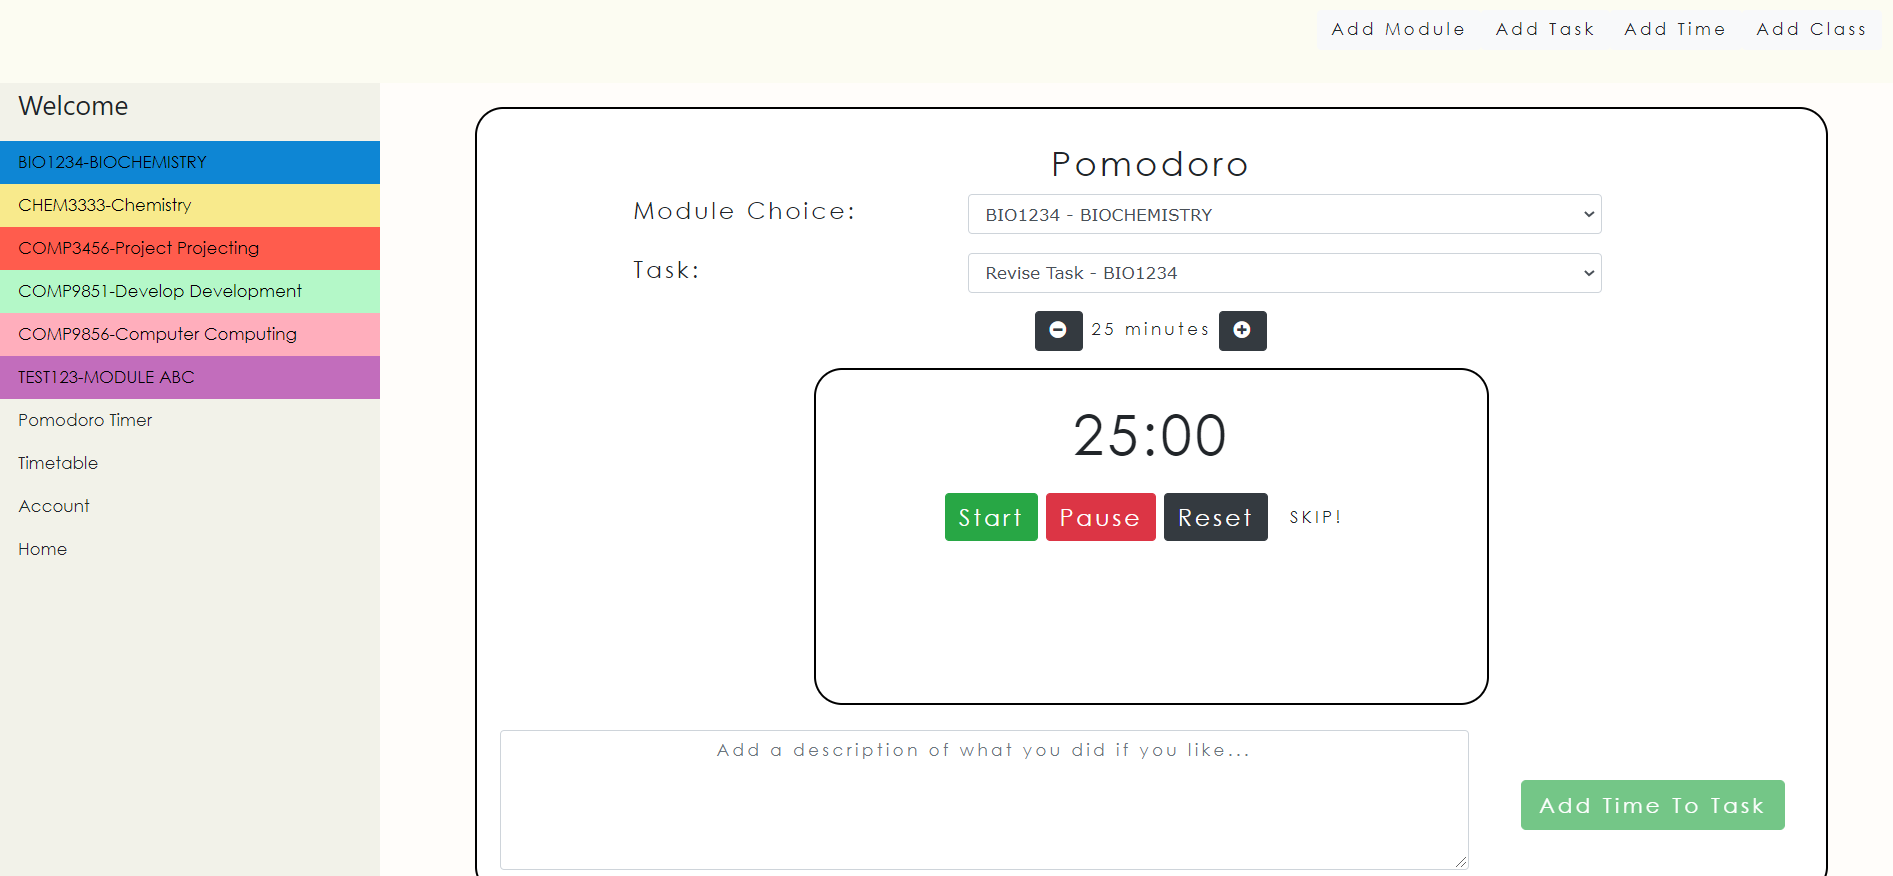 Add Module Add Task Add Time Add Class
Welcome
BIO1234-BIOCHEMISTRY
CHEM3333-Chemistry
COMP3456-Project Projecting
COMP9851-Develop Development
COMP9856-Computer Computing
TEST123-MODULE ABC
Pomodoro Timer
Timetable
Account
Home
Pomodoro
Module Choice: BIO1234 - BIOCHEMISTRY
Task: Revise Task - BIO1234
25 minutes
25:00
Start Pause Reset SKIP!
Add a description of what you did if you like...
Add Time To Task